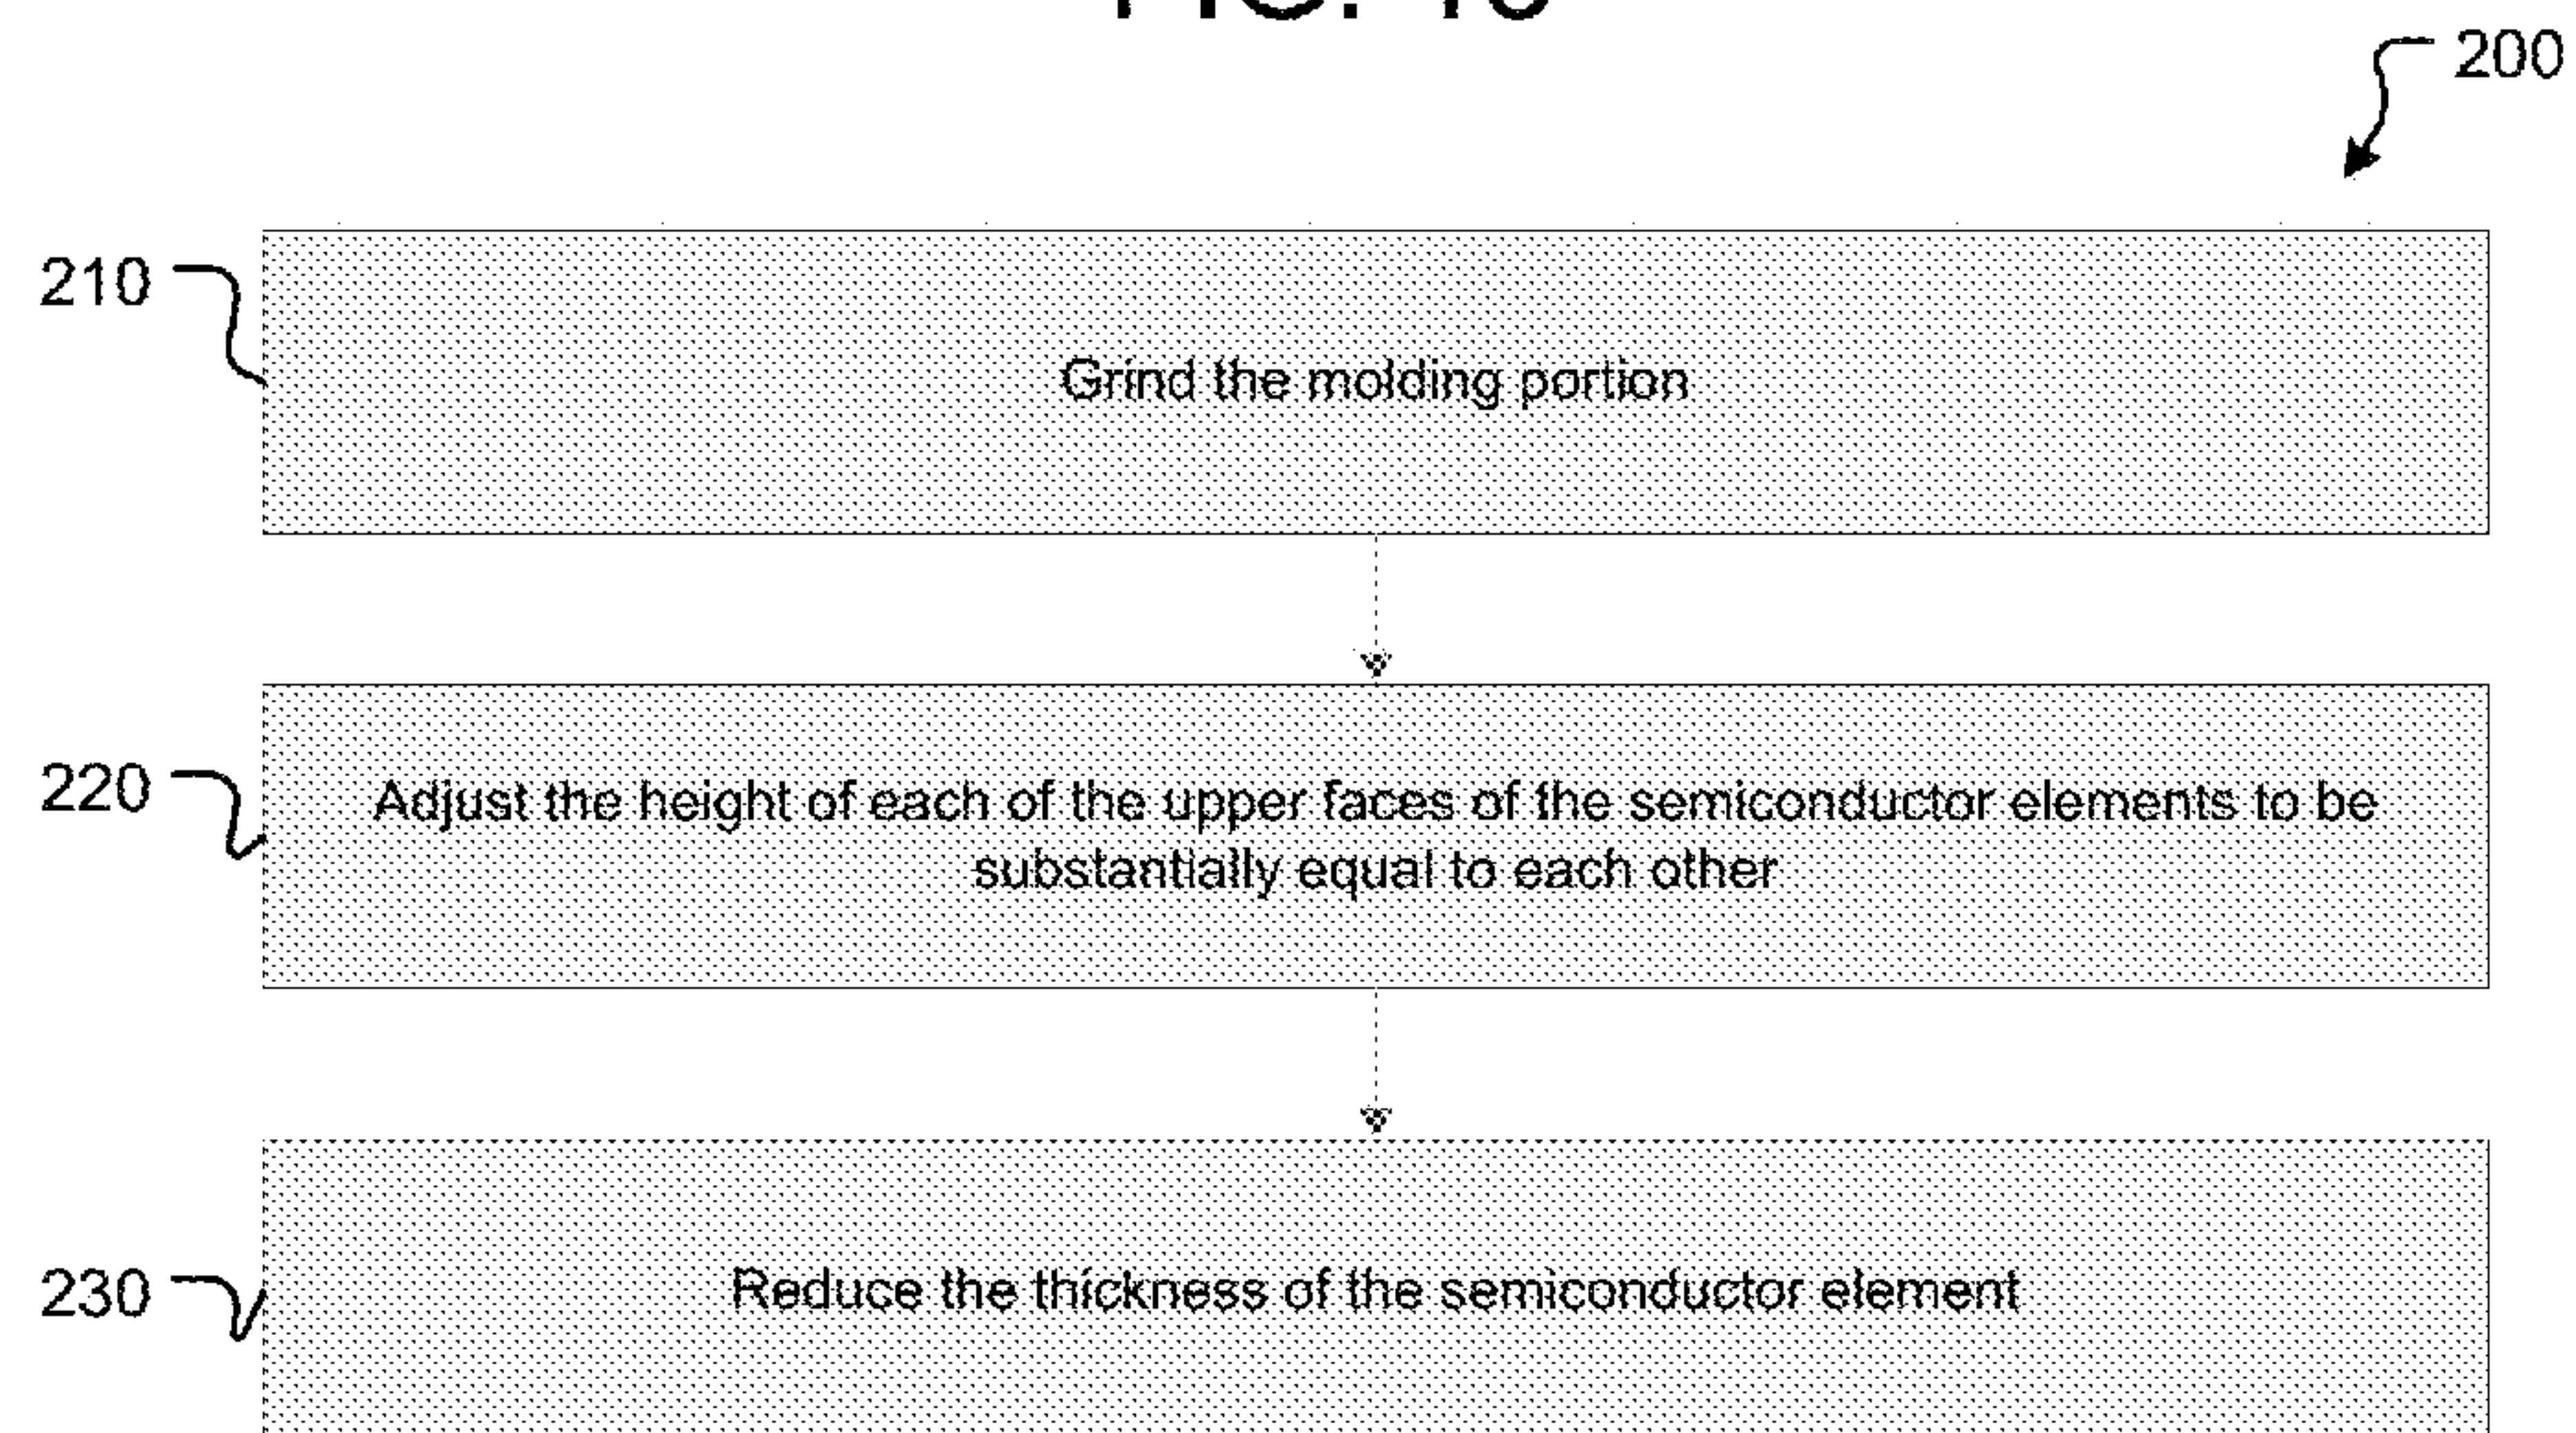 200
210
Grind the molding portion
220
Adjust the height of each of the upper faces of the semiconductor elements to be
substantially equal to each other
230
Reduce the thickness of the semiconductor element